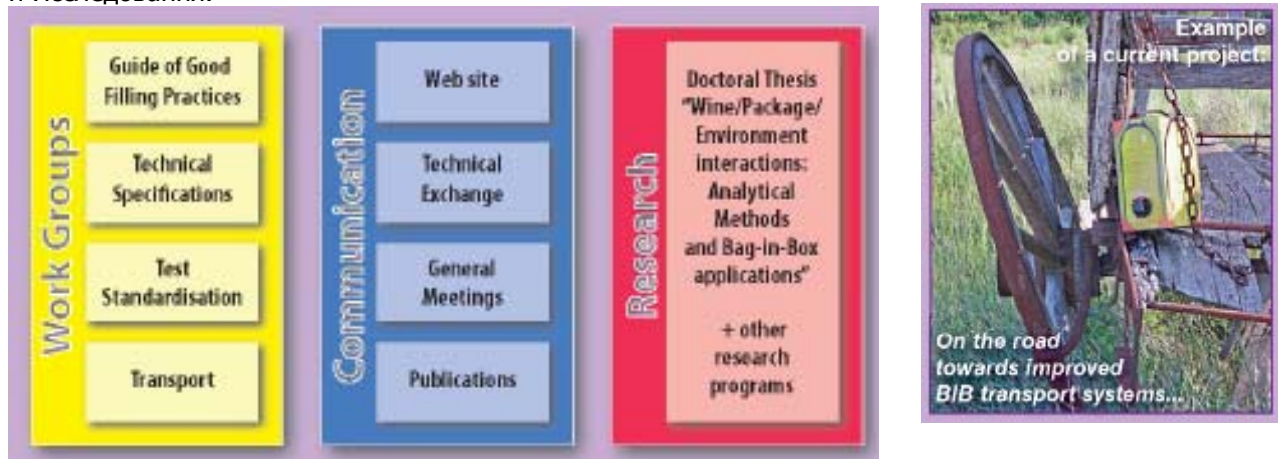 и Исследования.
Work Groups
Guide of Good
Filling Practices
Technical
Specifications
Test
Standardisation
Transport
Communication
Web site
Technical
Exchange
General
Meetings
Publications
Research
Doctoral Thesis
"Wine/Package/
Environment
interactions:
Analytical
Methods
and Bag-in-Box
applications"
+ other
research
programs
Example
of a current project:
On the road
towards improved
BIB transport systems...